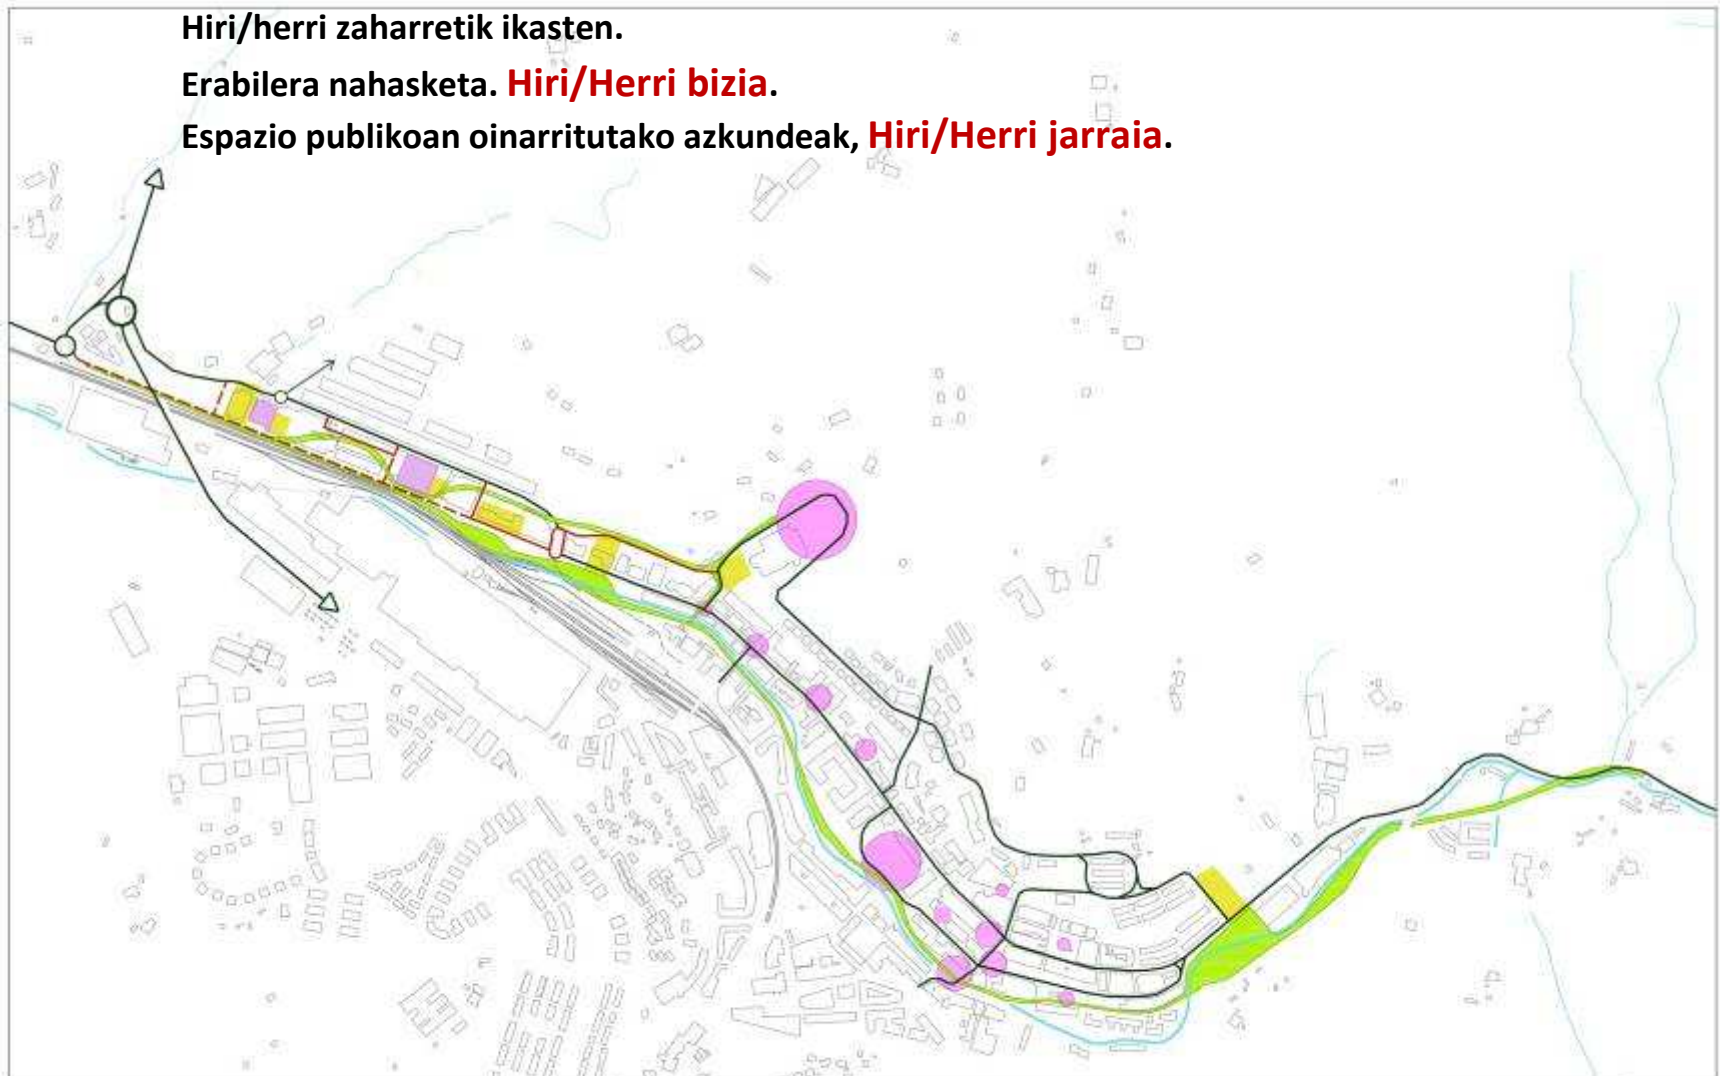 Hiri/herri zaharretik ikasten.
Erabilera nahasketa. Hiri/Herri bizia.
Espazio publikoan oinarritutako azkundeak, Hiri/Herri jarraia.